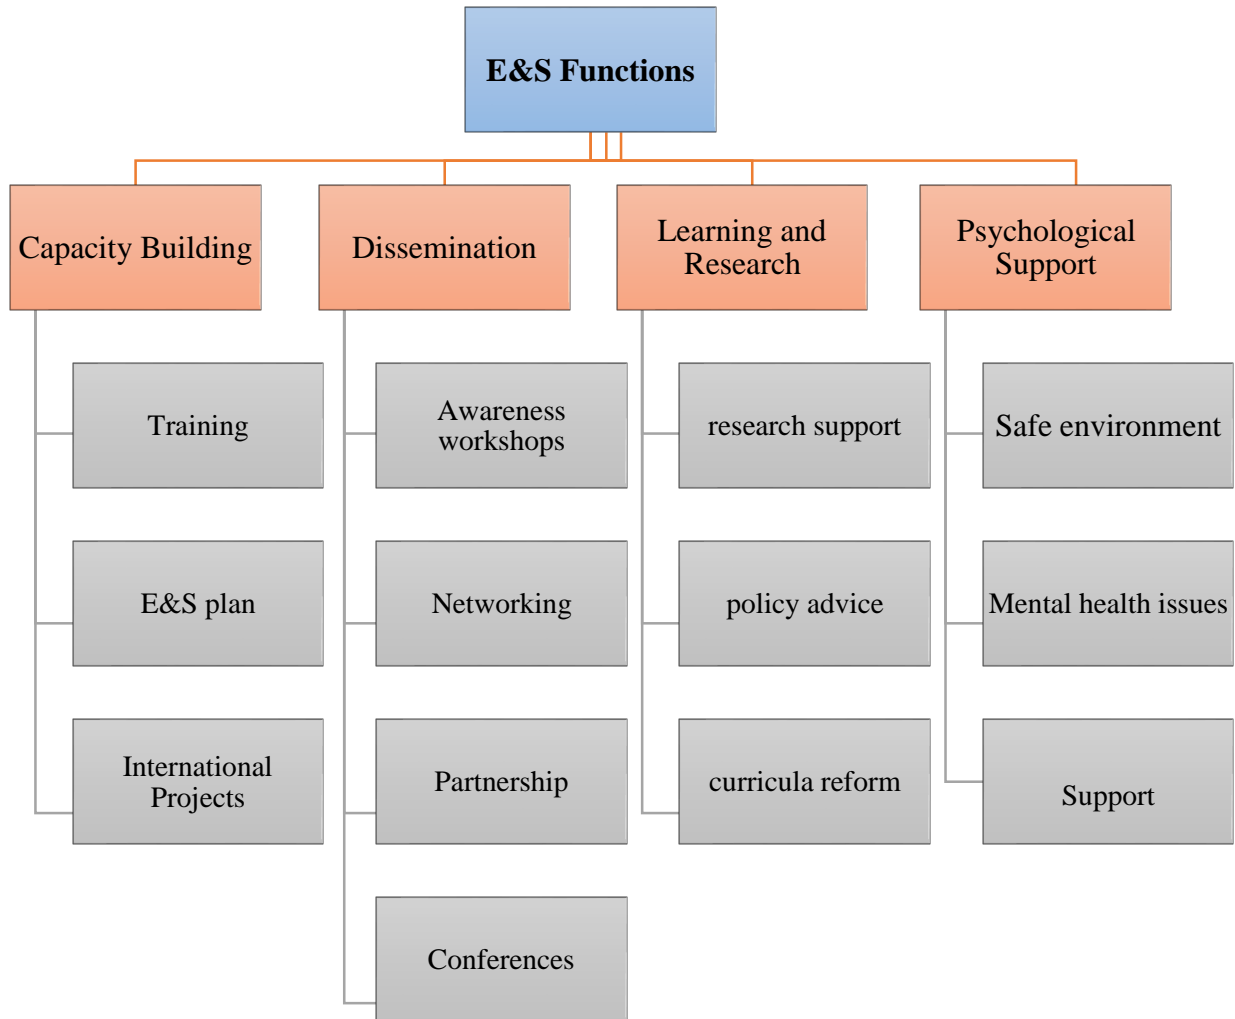 E&S Functions
Capacity Building
Dissemination
Learning and
Research
Psychological
Support
Training
E&S plan
International
Projects
Awareness
workshops
Networking
Partnership
Conferences
research support
policy advice
curricula reform
Safe environment
Mental health issues
Support